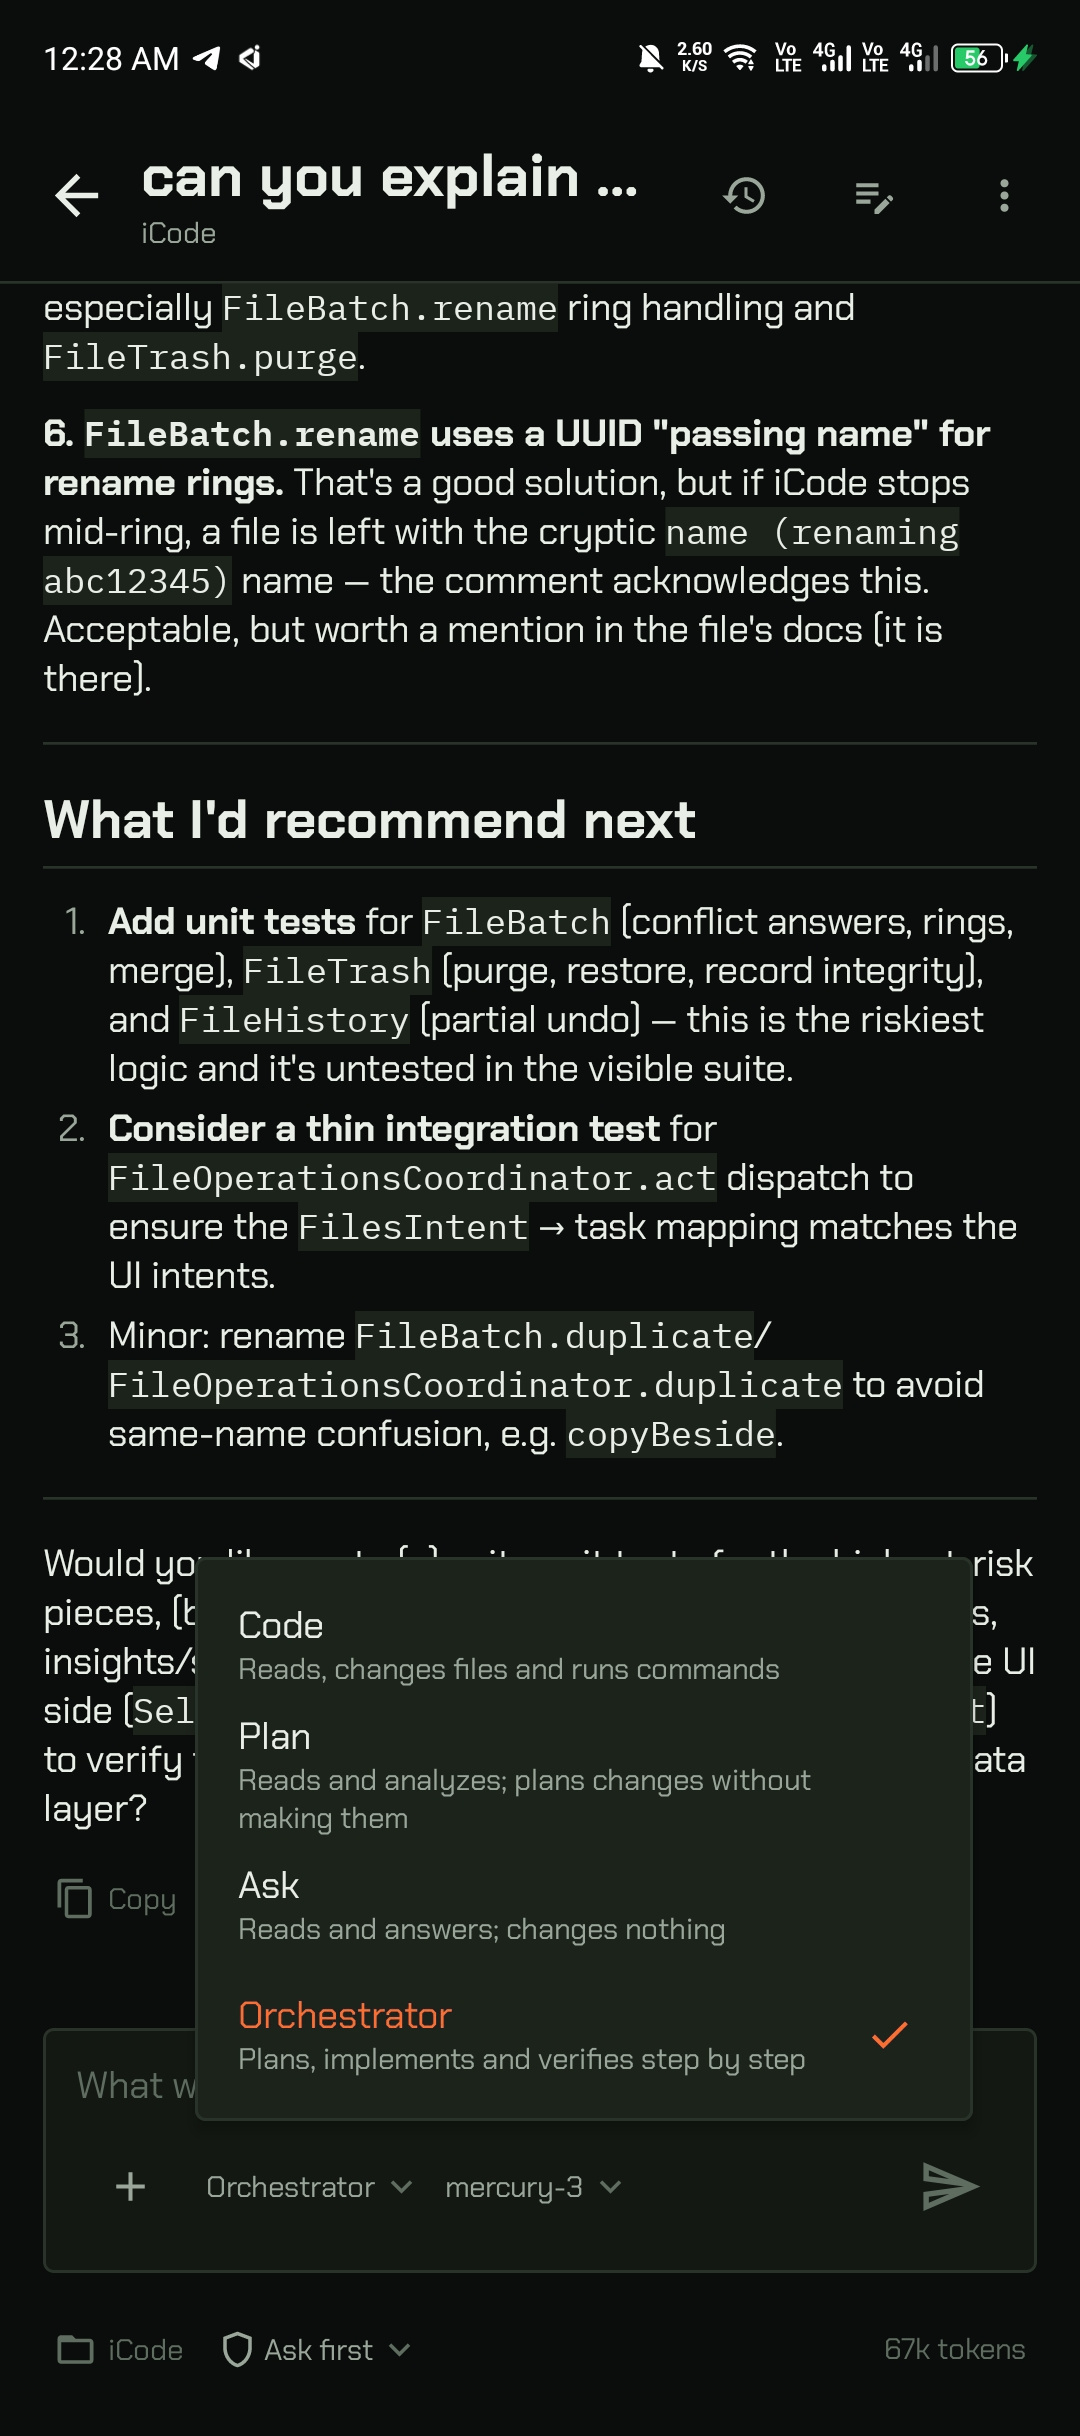 12:28 AM
2.60 K/S
Vo LTE 4G Vo LTE 4G 56
can you explain ...
iCode
especially FileBatch.rename ring handling and
FileTrash.purge.
6. FileBatch.rename uses a UUID "passing name" for
rename rings. That's a good solution, but if iCode stops
mid-ring, a file is left with the cryptic name (renaming
abc12345) name — the comment acknowledges this.
Acceptable, but worth a mention in the file's docs (it is
there).
What I'd recommend next
1. Add unit tests for FileBatch (conflict answers, rings,
merge), FileTrash (purge, restore, record integrity),
and FileHistory (partial undo) — this is the riskiest
logic and it's untested in the visible suite.
2. Consider a thin integration test for
FileOperationsCoordinator.act dispatch to
ensure the FilesIntent → task mapping matches the
UI intents.
3. Minor: rename FileBatch.duplicate/
FileOperationsCoordinator.duplicate to avoid
same-name confusion, e.g. copyBeside.
Would risk
pieces,
insights/ UI
side (Sel
to verify
layer?
Code
Reads, changes files and runs commands
Plan
Reads and analyzes; plans changes without
making them
Ask
Reads and answers; changes nothing
Orchestrator
Plans, implements and verifies step by step
Copy
What
Orchestrator mercury-3
iCode Ask first 67k tokens